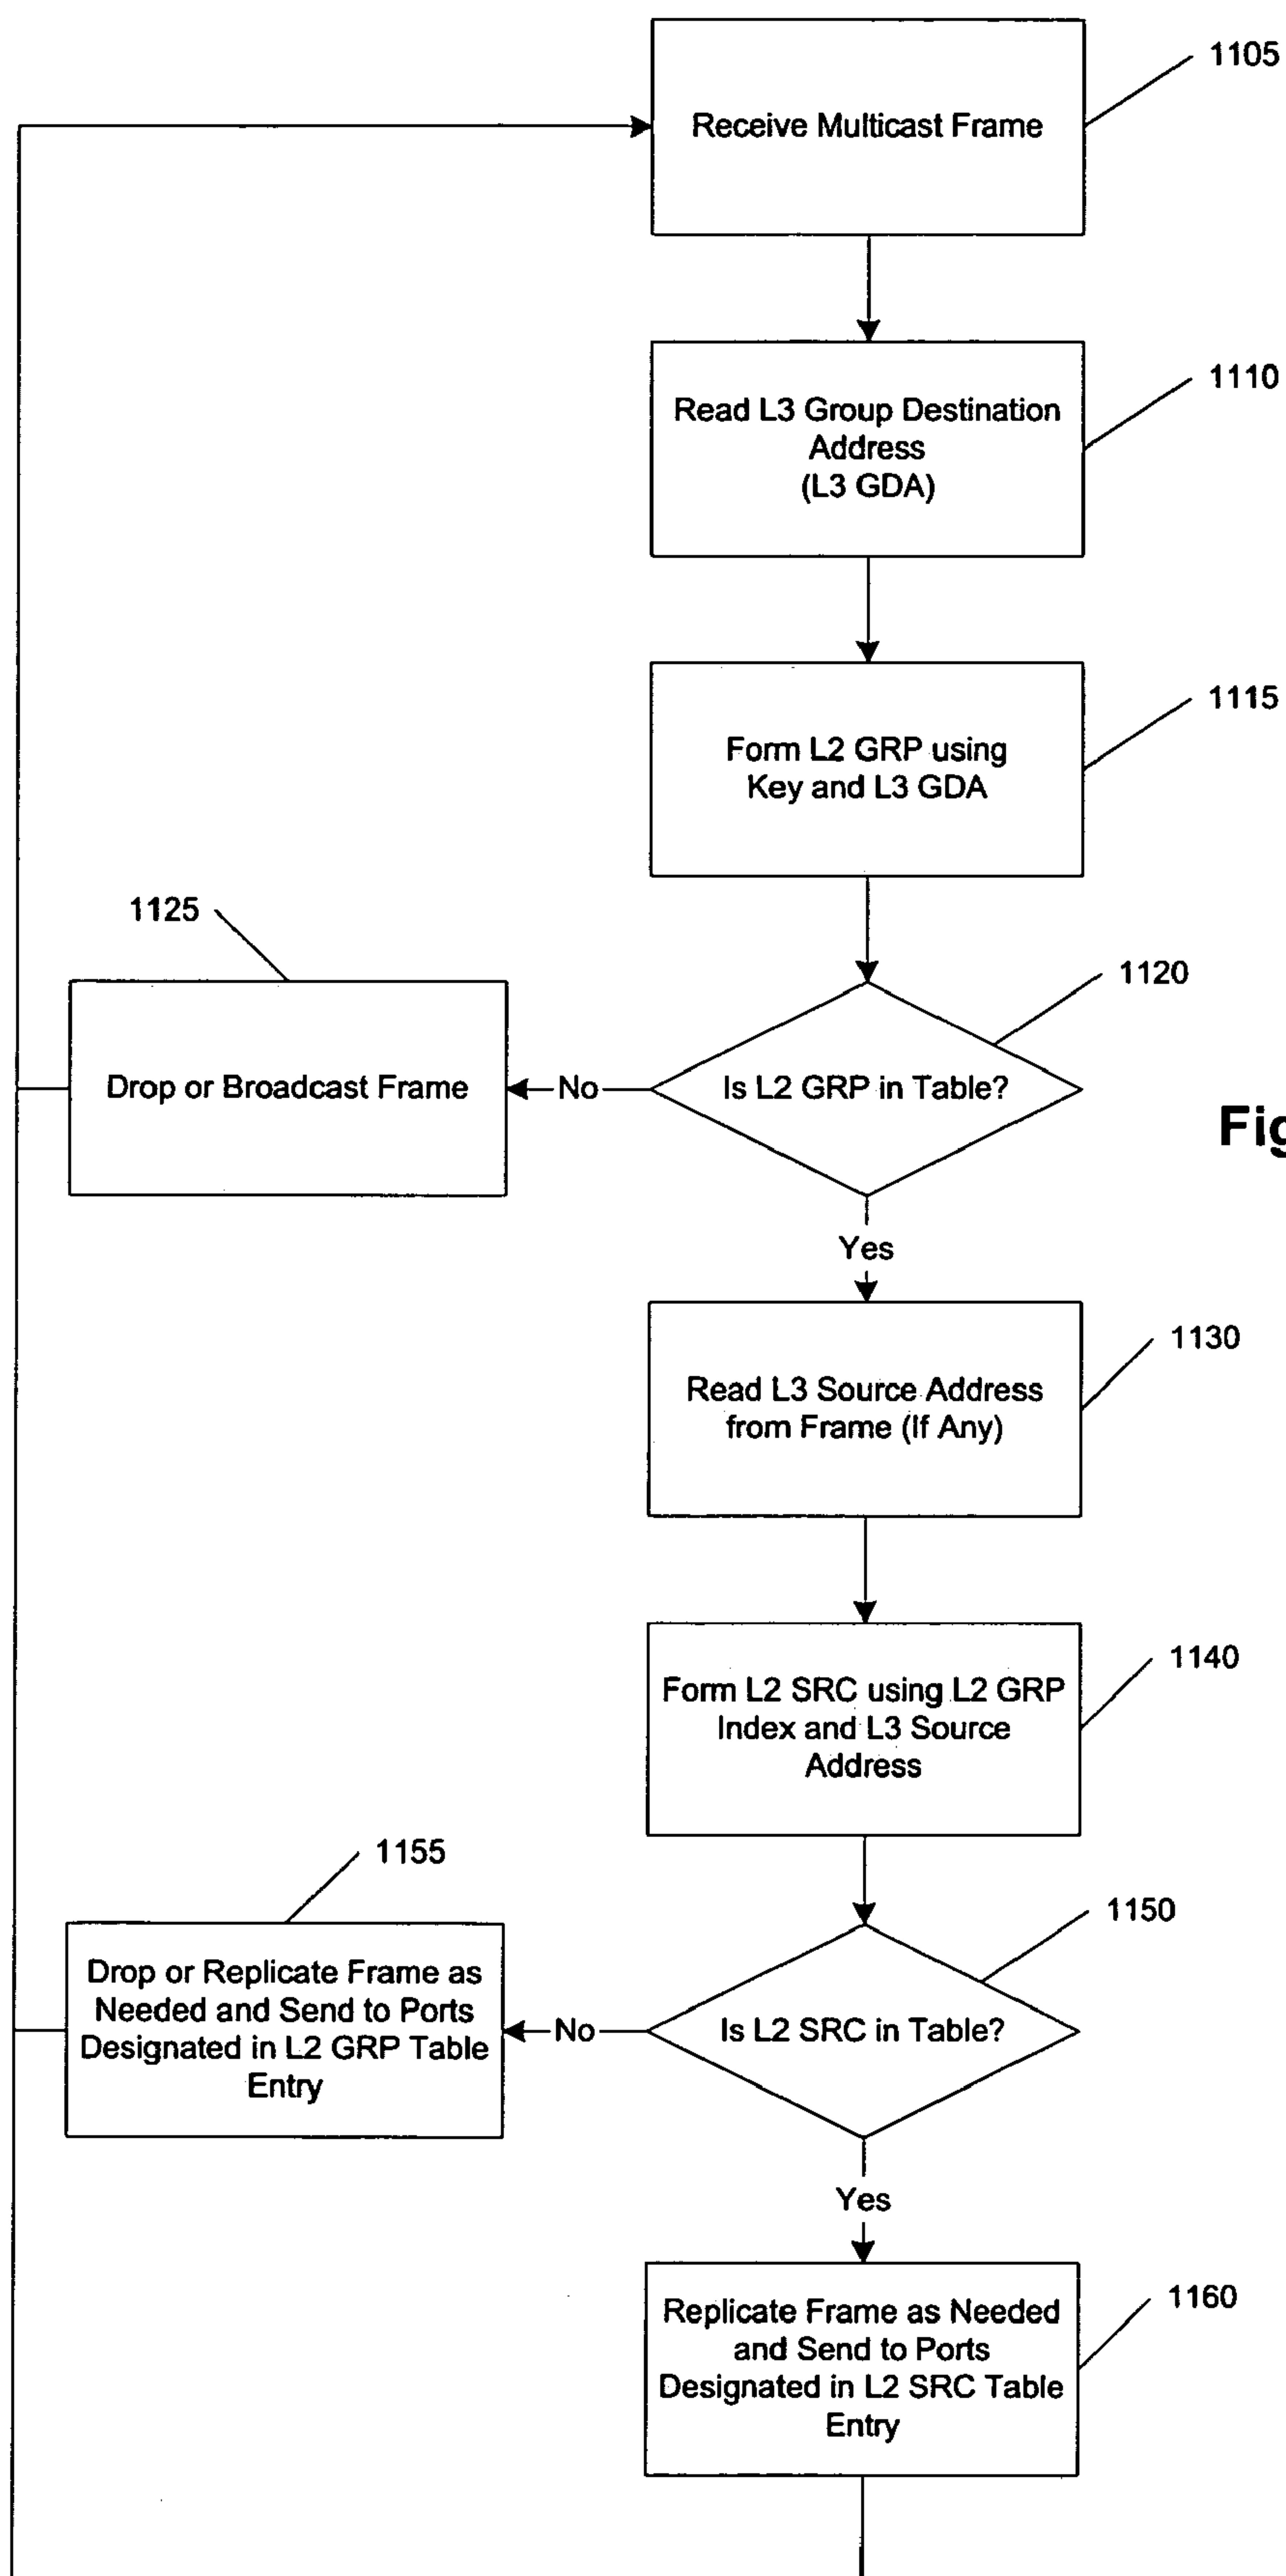 1105
Receive Multicast Frame
1110
Read L3 Group Destination
Address
(L3 GDA)
1115
Form L2 GRP using
Key and L3 GDA
1125
1120
Drop or Broadcast Frame
No
Is L2 GRP in Table?
Fig
Yes
1130
Read L3 Source Address
from Frame (If Any)
1140
Form L2 SRC using L2 GRP
Index and L3 Source
Address
1155
1150
Drop or Replicate Frame as
Needed and Send to Ports
Designated in L2 GRP Table
Entry
No
Is L2 SRC in Table?
Yes
1160
Replicate Frame as Needed
and Send to Ports
Designated in L2 SRC Table
Entry